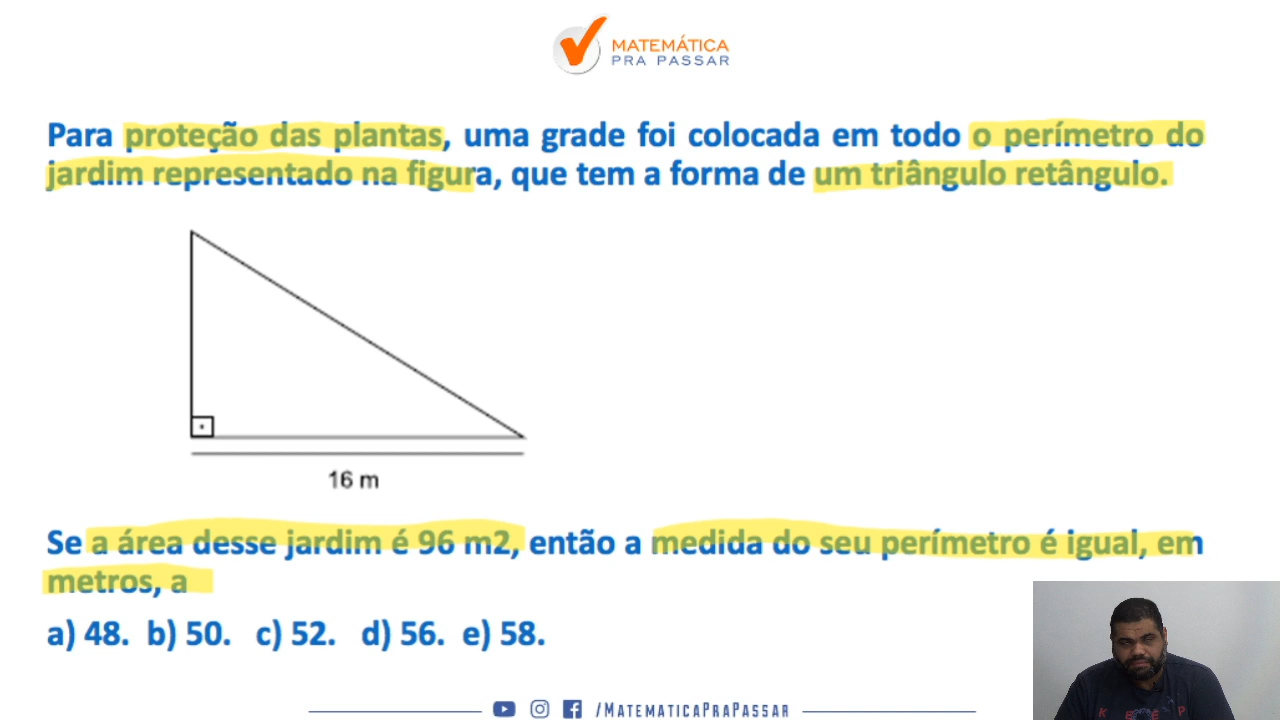 MATEMÁTICA
PRA PASSAR
Para proteção das plantas, uma grade foi colocada em todo o perímetro do
jardim representado na figura, que tem a forma de um triângulo retângulo.
16 m
Se a área desse jardim é 96 m2, então a medida do seu perímetro é igual, em
metros, a
a) 48. b) 50. c) 52. d) 56. e) 58.
K E E P
/MATEMATICAPRAPASSAR